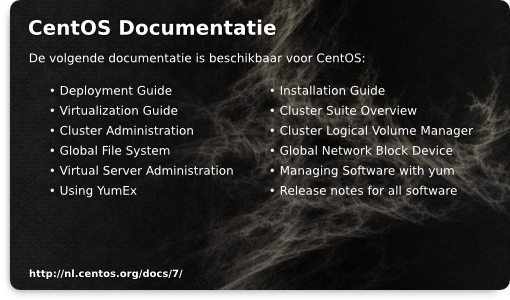 CentOS Documentatie
De volgende documentatie is beschikbaar voor CentOS:
• Deployment Guide
• Virtualization Guide
• Cluster Administration
• Global File System
• Virtual Server Administration
• Using YumEx
• Installation Guide
• Cluster Suite Overview
• Cluster Logical Volume Manager
• Global Network Block Device
• Managing Software with yum
• Release notes for all software
http://nl.centos.org/docs/7/